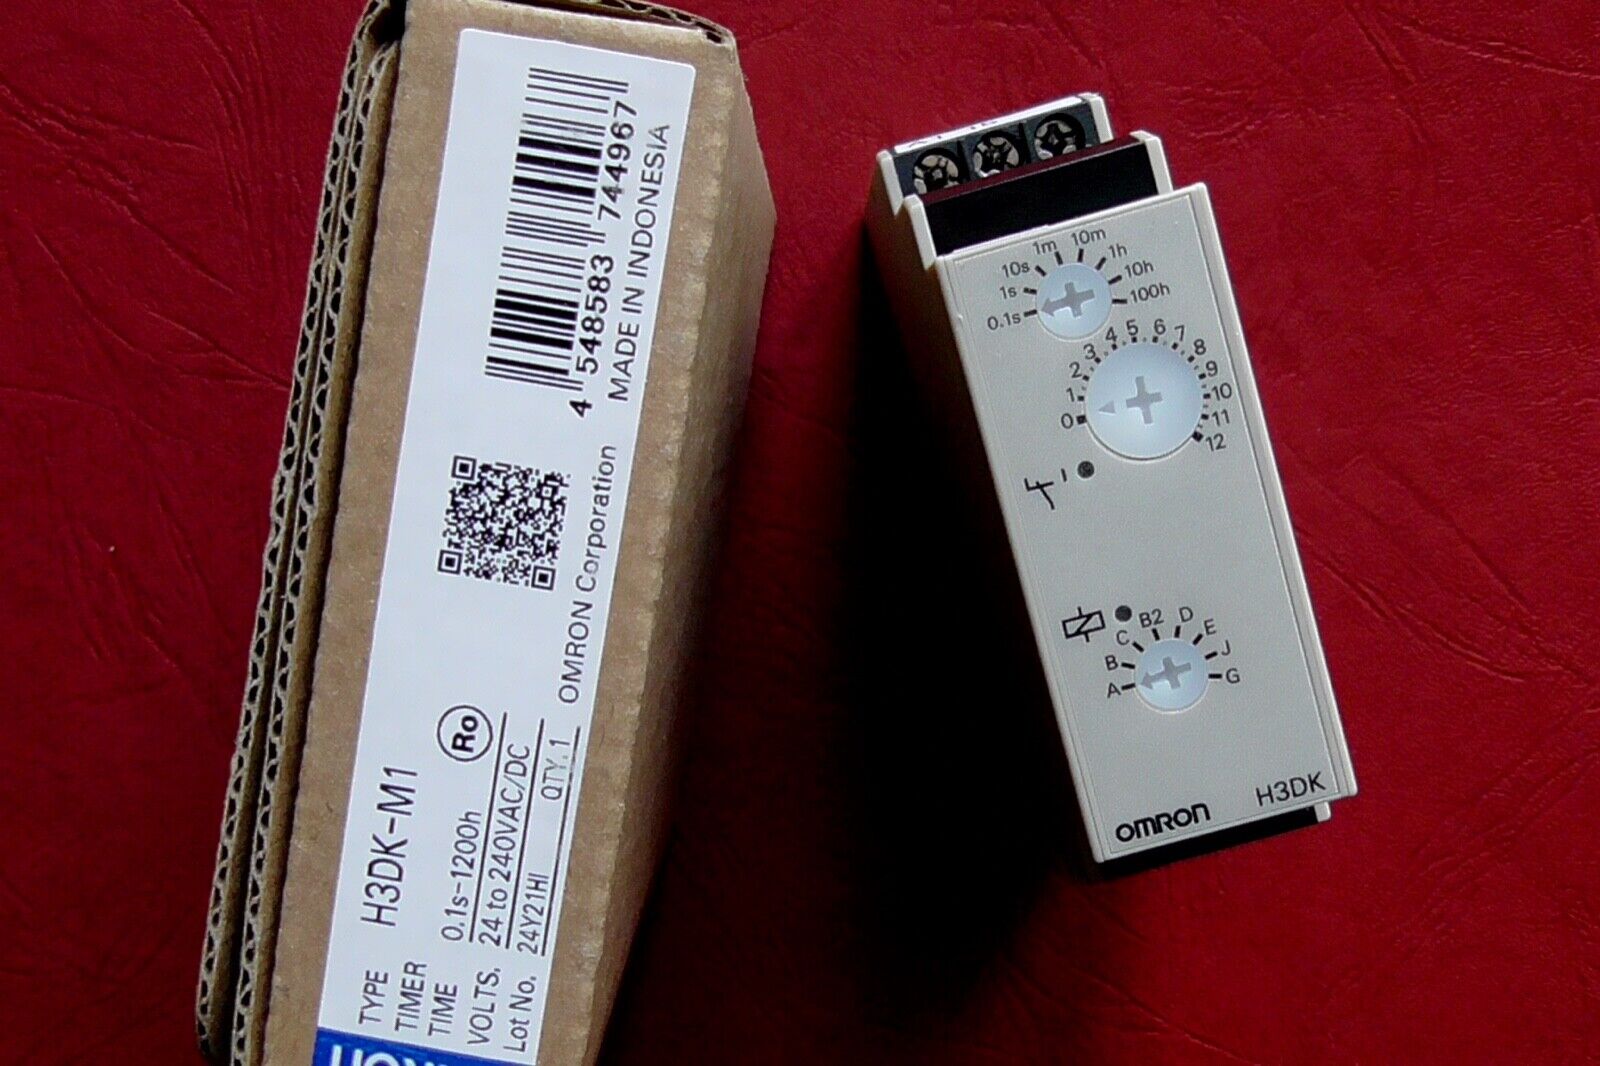 TYPE H3DK-M1
TIMER
TIME 0.1s-1200h
VOLTS. 24 to 240VAC/DC
Lot No. 24Y21HI QTY.1
Ro
OMRON Corporation
MADE IN INDONESIA
4 548583 744967
0.1s 1s 10s 1m 10m 1h 10h 100h
0 1 2 3 4 5 6 7 8 9 10 11 12
A B C B2 D E J G
OMRON H3DK